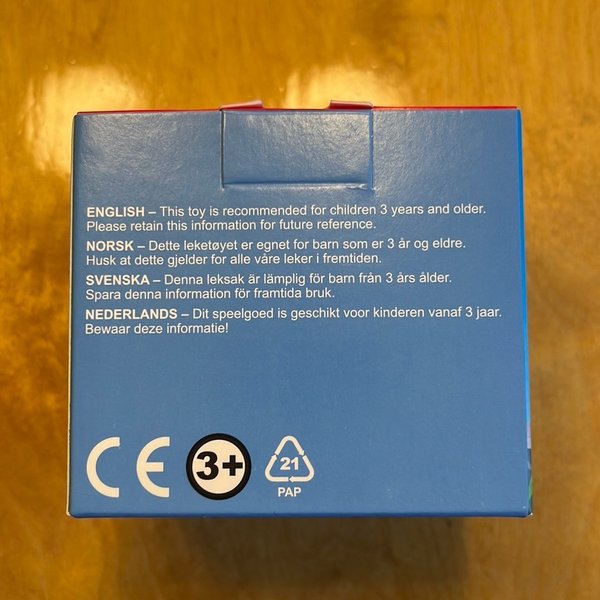 ENGLISH – This toy is recommended for children 3 years and older.
Please retain this information for future reference.
NORSK – Dette leketøyet er egnet for barn som er 3 år og eldre.
Husk at dette gjelder for alle våre leker i fremtiden.
SVENSKA – Denna leksak är lämplig för barn från 3 års ålder.
Spara denna information för framtida bruk.
NEDERLANDS – Dit speelgoed is geschikt voor kinderen vanaf 3 jaar.
Bewaar deze informatie!
CE 3+ 21
PAP